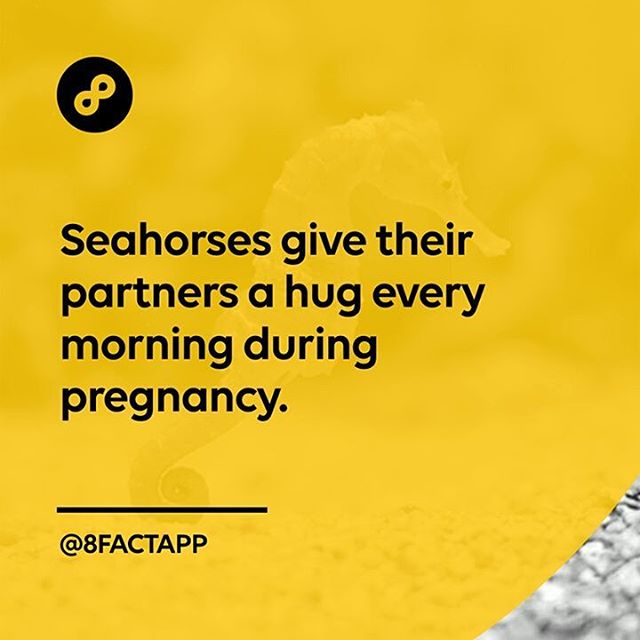 Seahorses give their
partners a hug every
morning during
pregnancy.
@8FACTAPP